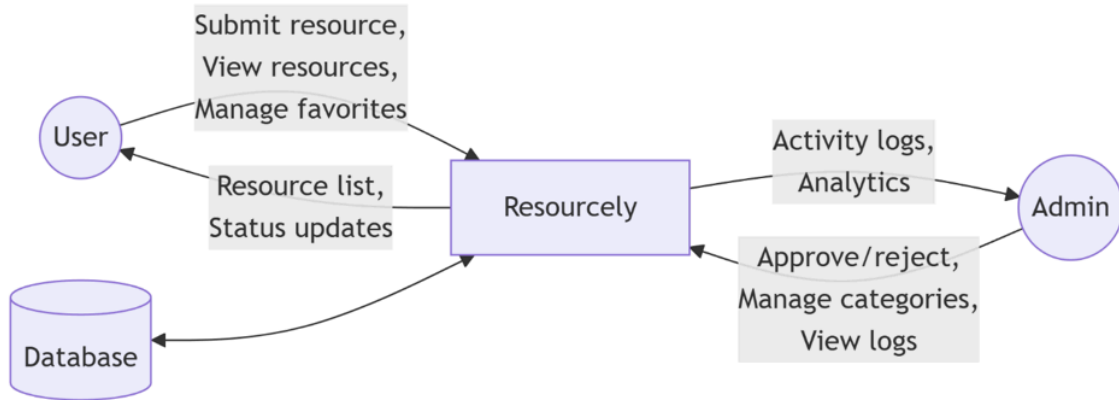 Submit resource,
View resources,
Manage favorites
User
Resource list,
Status updates
Resourcely
Activity logs,
Analytics
Admin
Approve/reject,
Manage categories,
View logs
Database